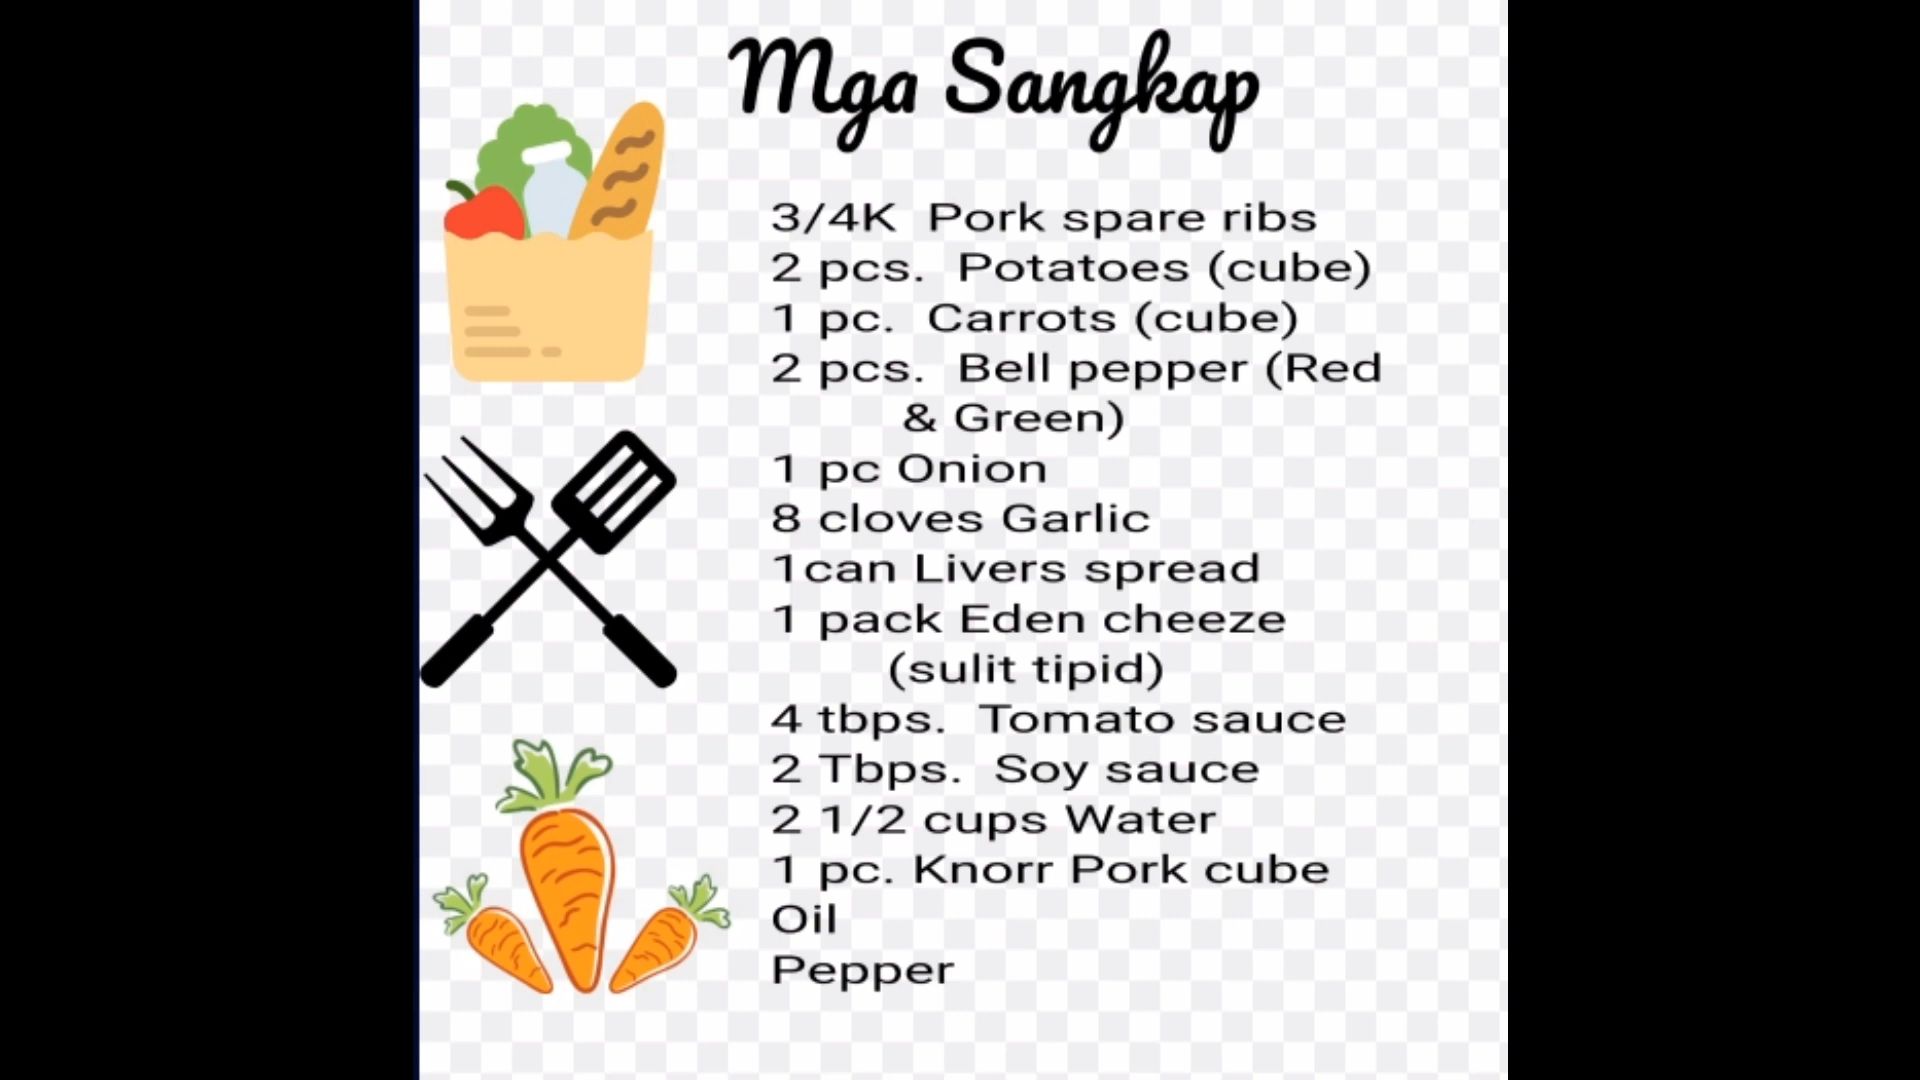 Mga Sangkap
3/4K Pork spare ribs
2 pcs. Potatoes (cube)
1 pc. Carrots (cube)
2 pcs. Bell pepper (Red
& Green)
1 pc Onion
8 cloves Garlic
1can Livers spread
1 pack Eden cheeze
(sulit tipid)
4 tbps. Tomato sauce
2 Tbps. Soy sauce
2 1/2 cups Water
1 pc. Knorr Pork cube
Oil
Pepper